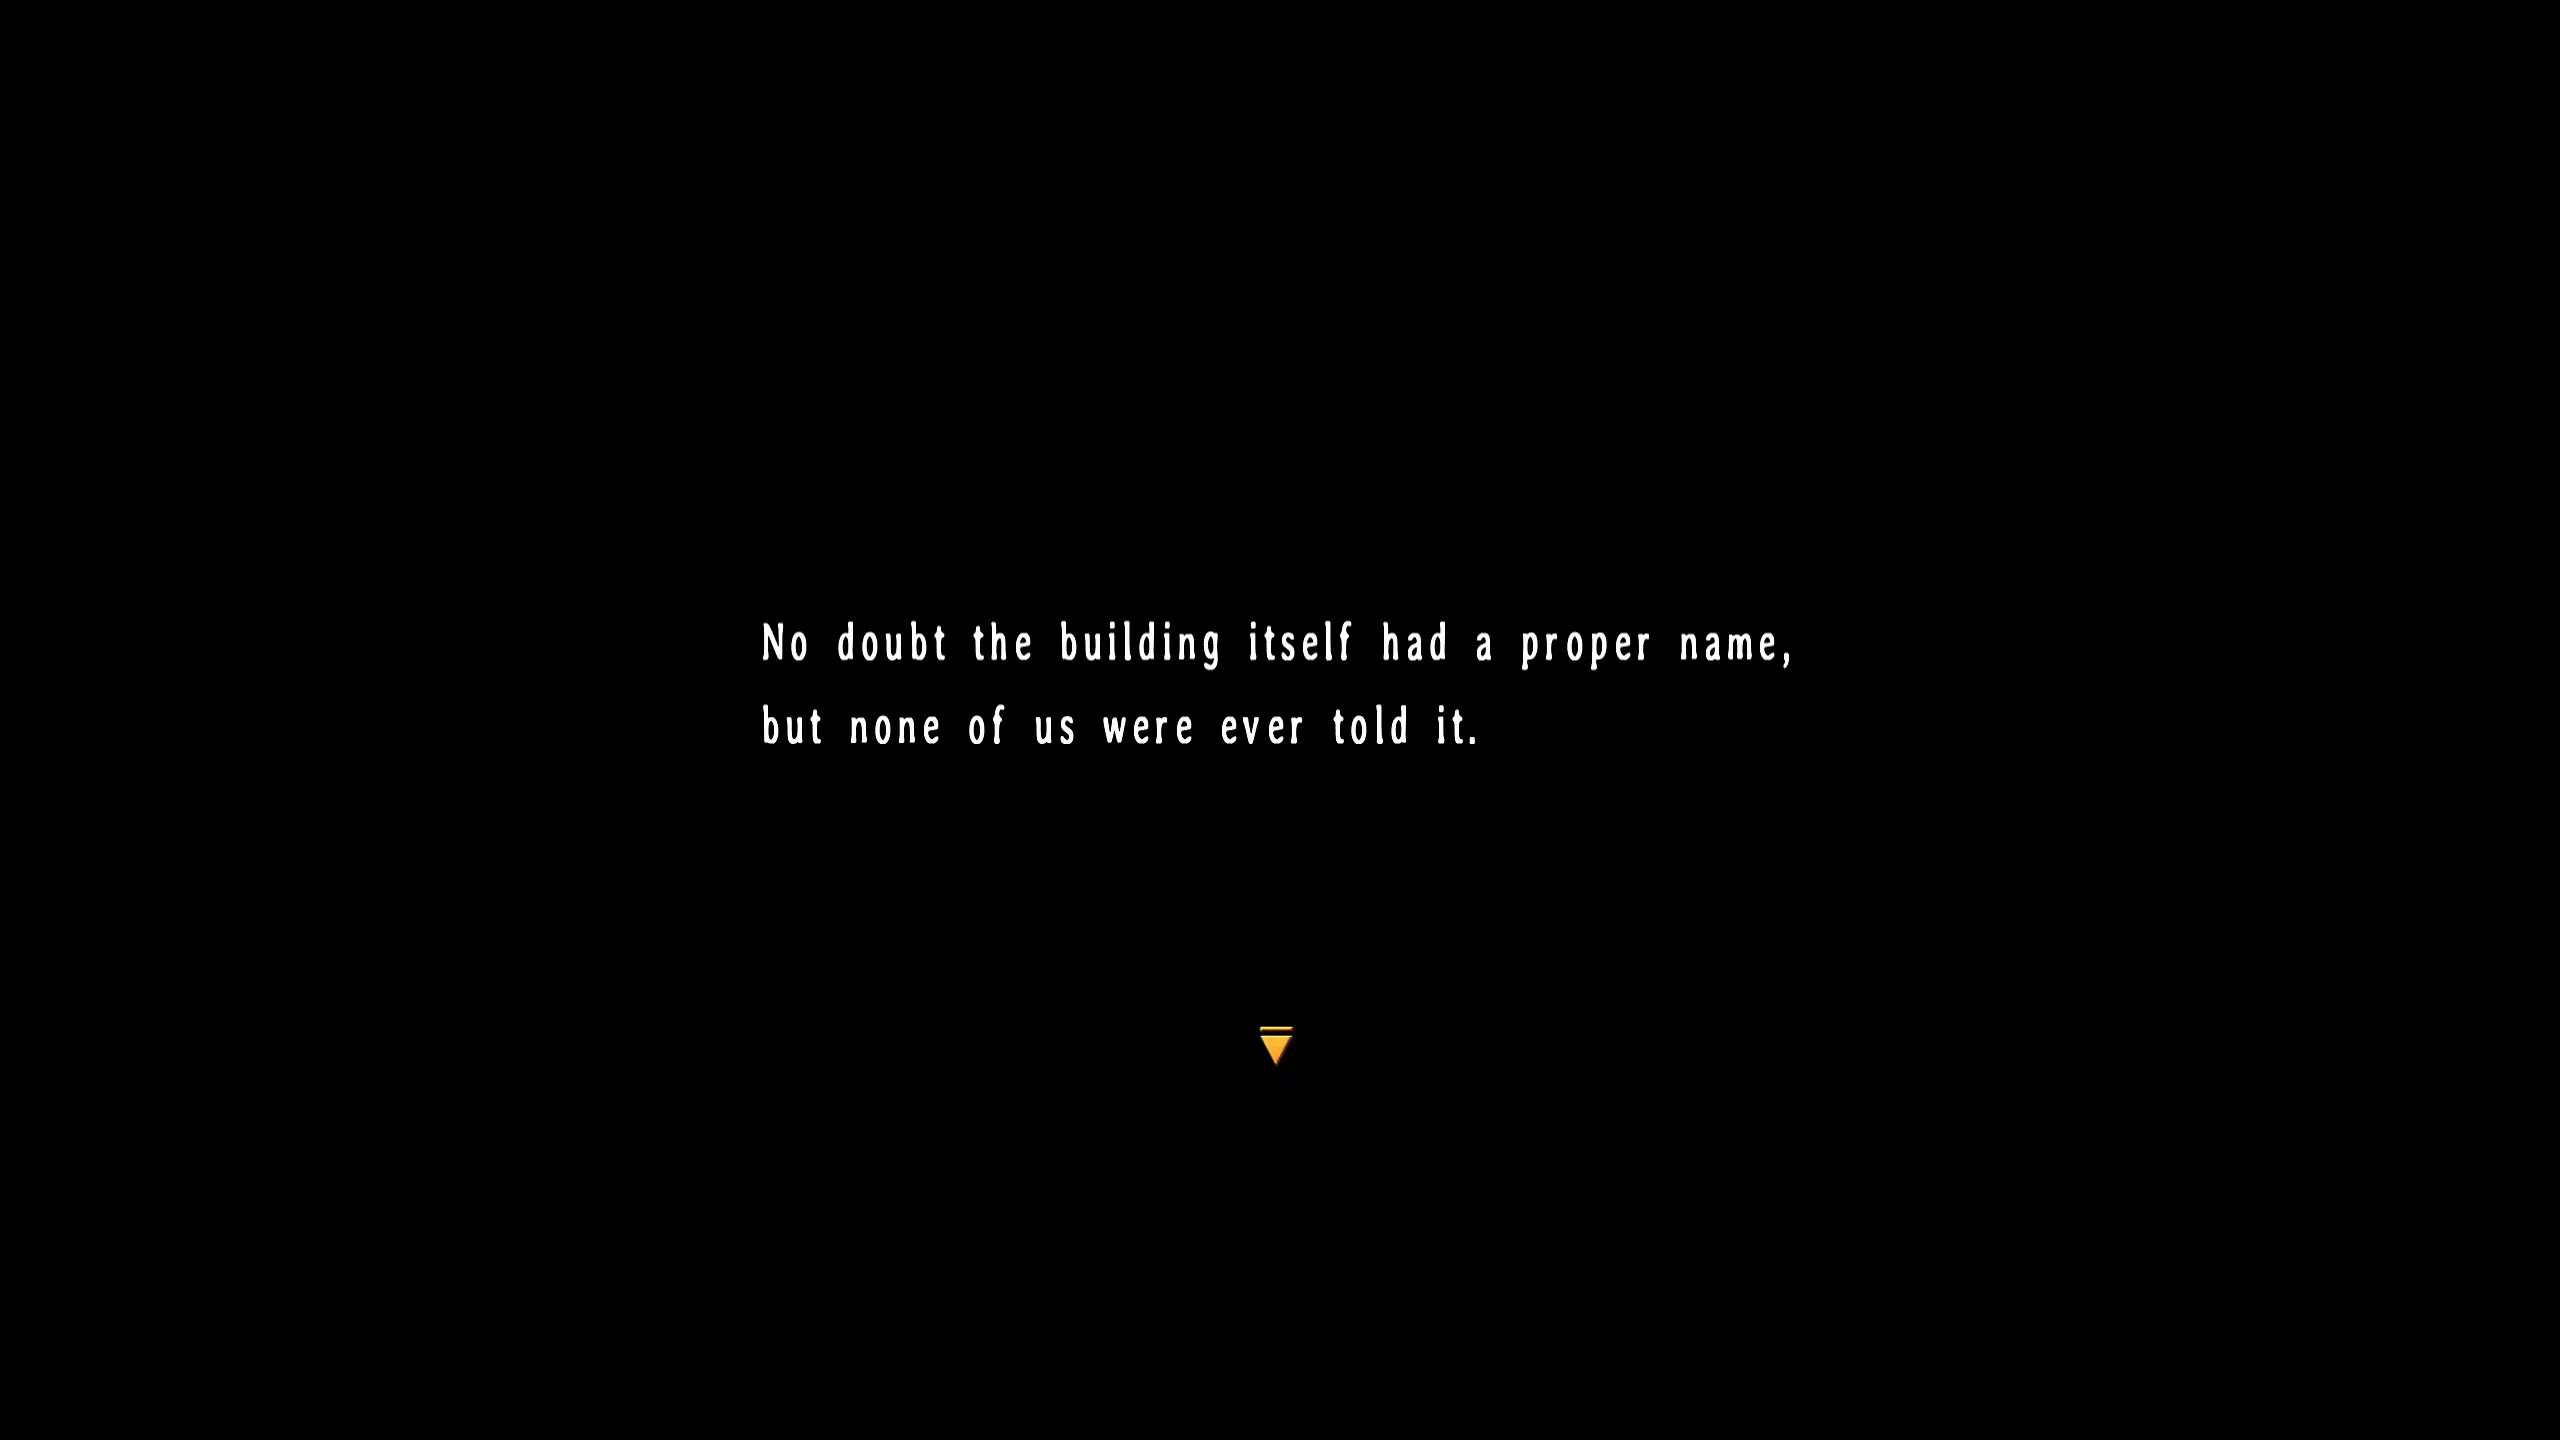 No doubt the building itself had a proper name,
but none of us were ever told it.